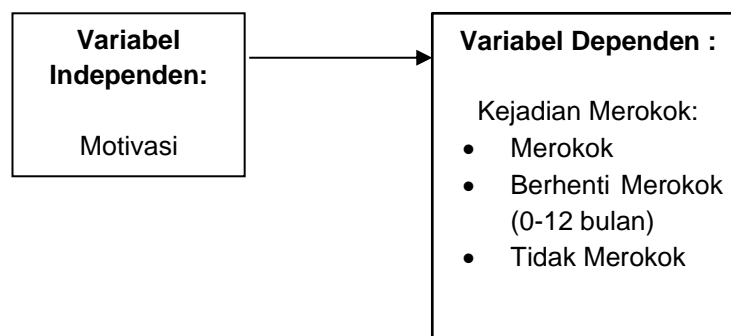 Variabel
Independen:
Motivasi
Variabel Dependen :
Kejadian Merokok:
• Merokok
• Berhenti Merokok
(0-12 bulan)
• Tidak Merokok